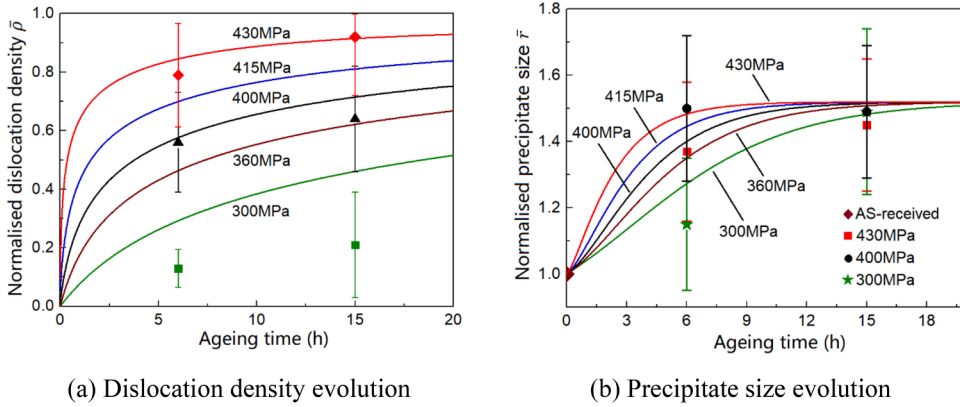 Normalised dislocation density ρ̄
1.0
0.8
0.6
0.4
0.2
0.0
430MPa
415MPa
400MPa
360MPa
300MPa
0 5 10 15 20
Ageing time (h)
(a) Dislocation density evolution
Normalised precipitate size r̄
1.8
1.6
1.4
1.2
1.0
430MPa
415MPa
400MPa
360MPa
300MPa
AS-received
430MPa
400MPa
300MPa
0 3 6 9 12 15 18
Ageing time (h)
(b) Precipitate size evolution